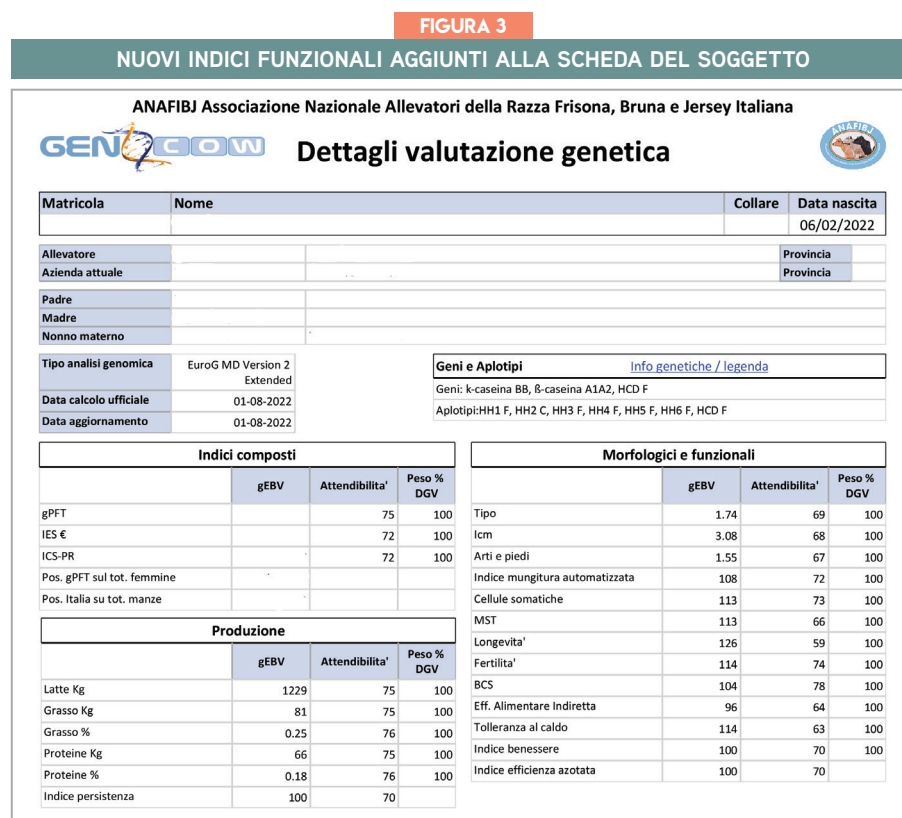 FIGURA 3
NUOVI INDICI FUNZIONALI AGGIUNTI ALLA SCHEDA DEL SOGGETTO
ANAFIBJ Associazione Nazionale Allevatori della Razza Frisona, Bruna e Jersey Italiana
GENOCOW
Dettagli valutazione genetica
ANAFIBJ
Matricola Nome Collare Data nascita
06/02/2022
Allevatore Provincia
Azienda attuale Provincia
Padre
Madre
Nonno materno
Tipo analisi genomica EuroG MD Version 2
Extended
Data calcolo ufficiale 01-08-2022
Data aggiornamento 01-08-2022
Geni e Aplotipi Info genetiche / legenda
Geni: k-caseina BB, ß-caseina A1A2, HCD F
Aplotipi:HH1 F, HH2 C, HH3 F, HH4 F, HH5 F, HH6 F, HCD F
Indici composti
gEBV Attendibilita' Peso %
DGV
gPFT 75 100
IES € 72 100
ICS-PR 72 100
Pos. gPFT sul tot. femmine
Pos. Italia su tot. manze
Produzione
gEBV Attendibilita' Peso %
DGV
Latte Kg 1229 75 100
Grasso Kg 81 75 100
Grasso % 0.25 76 100
Proteine Kg 66 75 100
Proteine % 0.18 76 100
Indice persistenza 100 70
Morfologici e funzionali
gEBV Attendibilita' Peso %
DGV
Tipo 1.74 69 100
Icm 3.08 68 100
Arti e piedi 1.55 67 100
Indice mungitura automatizzata 108 72 100
Cellule somatiche 113 73 100
MST 113 66 100
Longevita' 126 59 100
Fertilita' 114 74 100
BCS 104 78 100
Eff. Alimentare Indiretta 96 64 100
Tolleranza al caldo 114 63 100
Indice benessere 100 70 100
Indice efficienza azotata 100 70